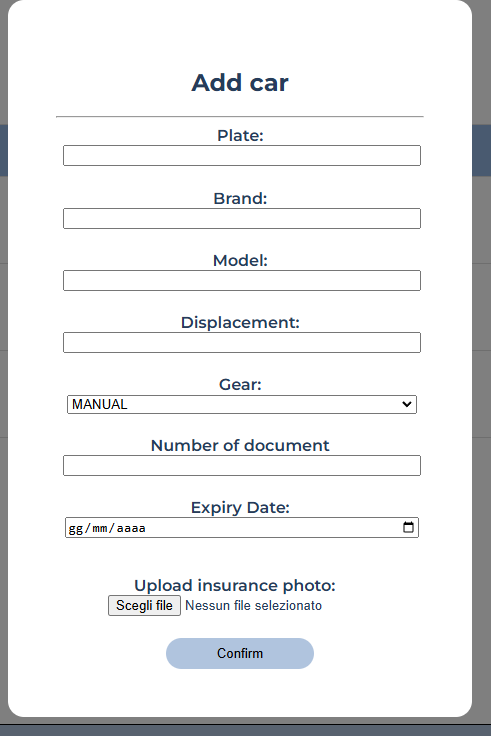 Add car
Plate:
Brand:
Model:
Displacement:
Gear:
MANUAL
Number of document
Expiry Date:
gg/mm/aaaa
Upload insurance photo:
Scegli file Nessun file selezionato
Confirm